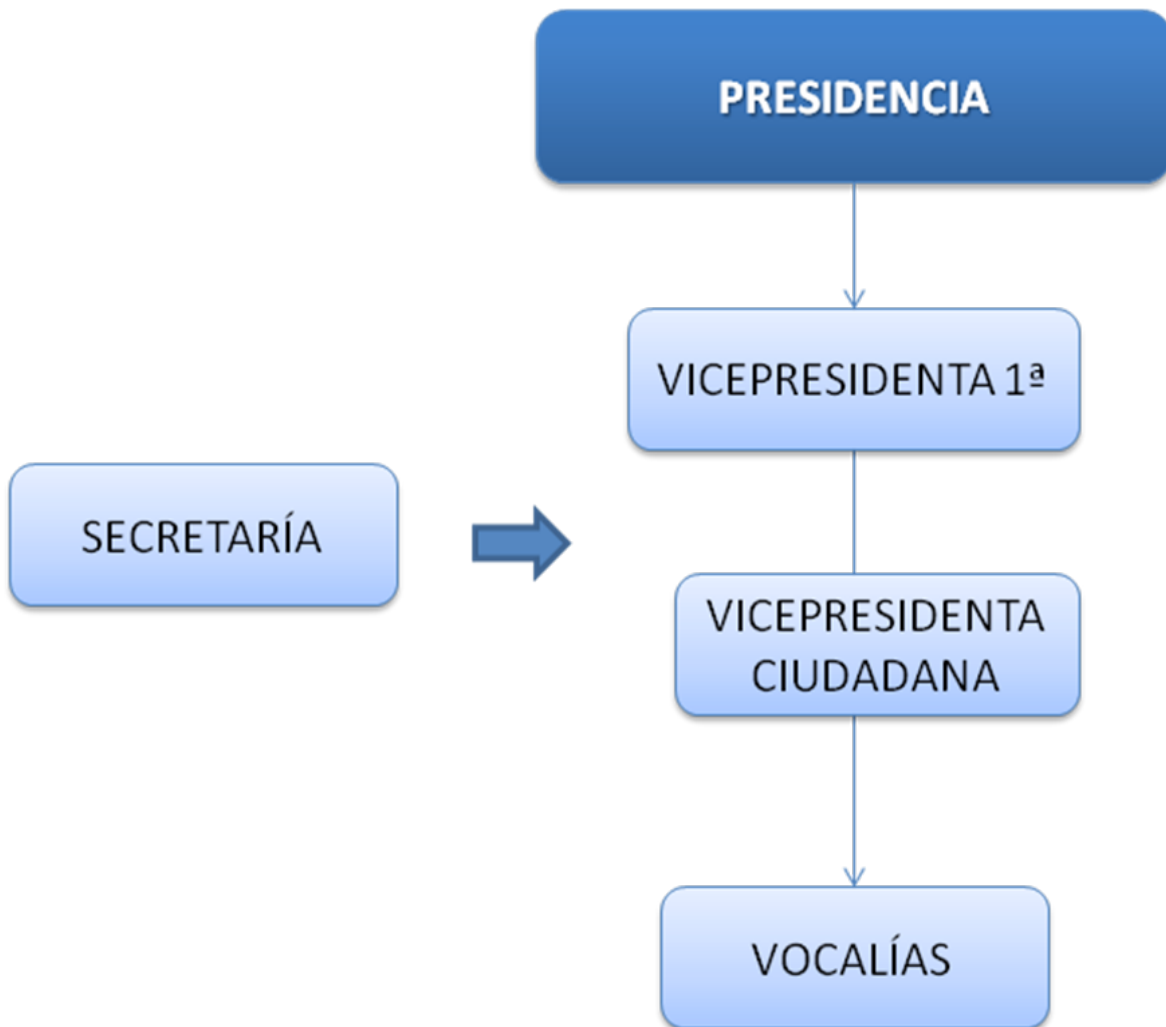 PRESIDENCIA
VICEPRESIDENTA 1ª
SECRETARÍA
VICEPRESIDENTA
CIUDADANA
VOCALÍAS